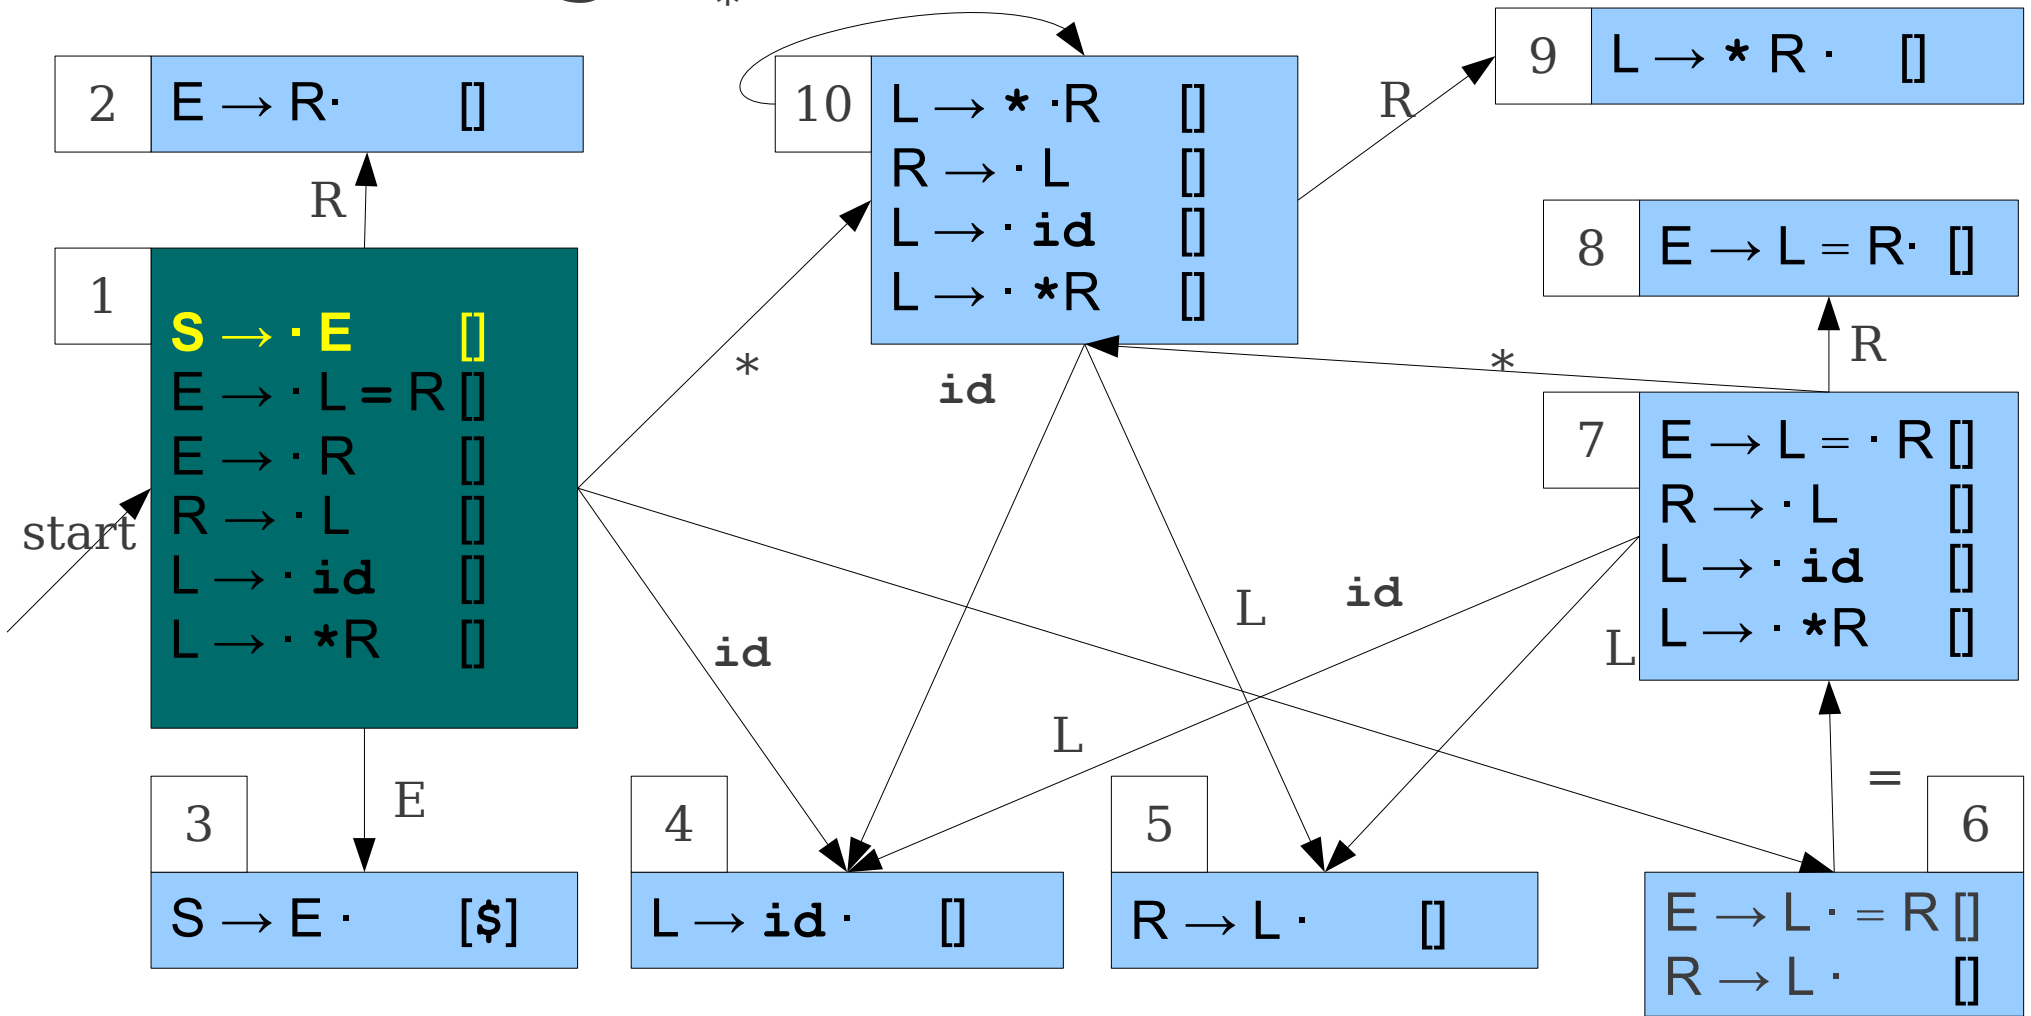 *
2
E → R· []
R
1
S → · E []
E → · L = R []
E → · R []
R → · L []
L → · id []
L → · *R []
start
E
3
S → E · [$]
10
L → * ·R []
R → · L []
L → · id []
L → · *R []
*
id
id
4
L → id · []
L
L
id
5
R → L · []
R
9
L → * R · []
8
E → L = R· []
R
*
7
E → L = · R []
R → · L []
L → · id []
L → · *R []
L
=
6
E → L · = R []
R → L · []